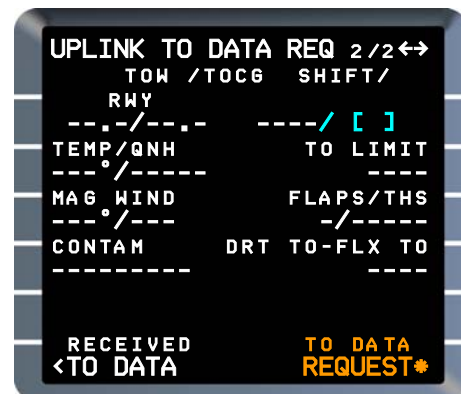 UPLINK TO DATA REQ 2/2←→
TOW /TOCG SHIFT/
RWY
--.-/--.- ----/ [ ]
TEMP/QNH TO LIMIT
---°/----- ----
MAG WIND FLAPS/THS
---°/--- -/-----
CONTAM DRT TO-FLX TO
--------- ----
RECEIVED TO DATA
<TO DATA REQUEST*